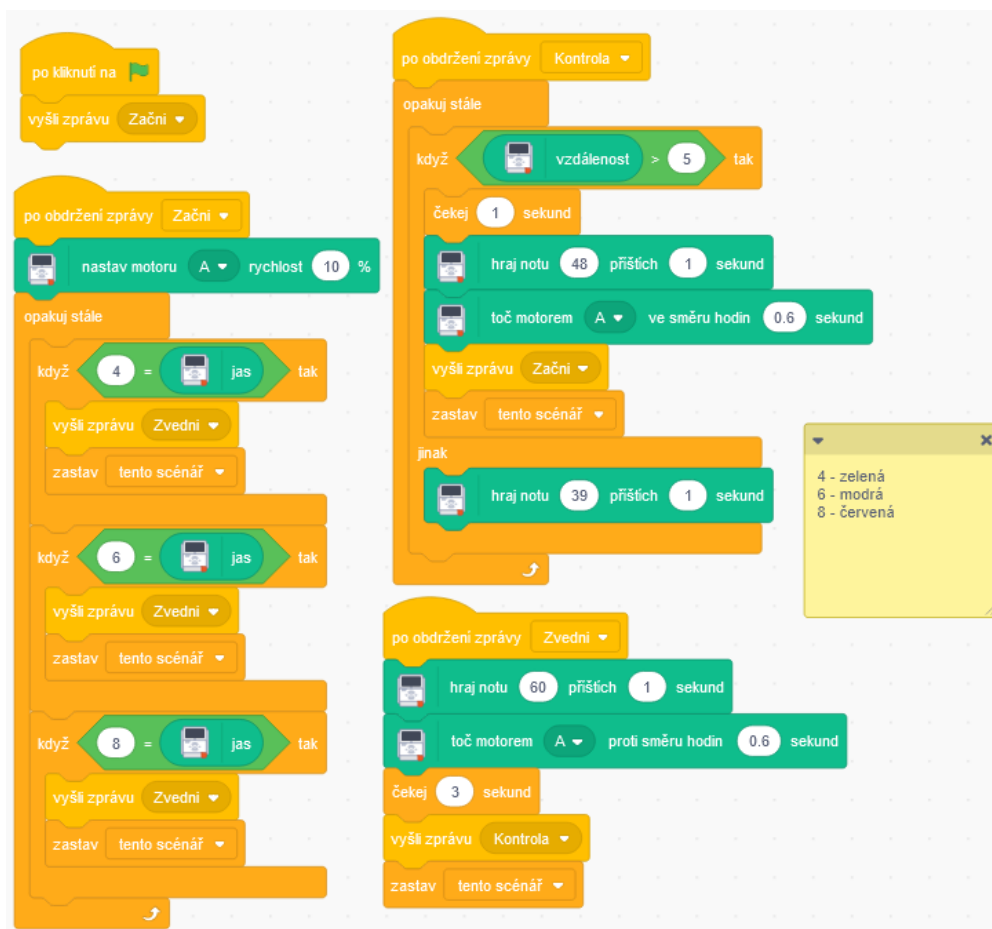 po kliknutí na
vyšli zprávu Začni
po obdržení zprávy Začni
nastav motoru A rychlost 10 %
opakuj stále
když 4 = jas tak
vyšli zprávu Zvedni
zastav tento scénář
když 6 = jas tak
vyšli zprávu Zvedni
zastav tento scénář
když 8 = jas tak
vyšli zprávu Zvedni
zastav tento scénář
po obdržení zprávy Kontrola
opakuj stále
když vzdálenost > 5 tak
čekej 1 sekund
hraj notu 48 příštích 1 sekund
toč motorem A ve směru hodin 0.6 sekund
vyšli zprávu Začni
zastav tento scénář
jinak
hraj notu 39 příštích 1 sekund
po obdržení zprávy Zvedni
hraj notu 60 příštích 1 sekund
toč motorem A proti směru hodin 0.6 sekund
čekej 3 sekund
vyšli zprávu Kontrola
zastav tento scénář
4 - zelená
6 - modrá
8 - červená